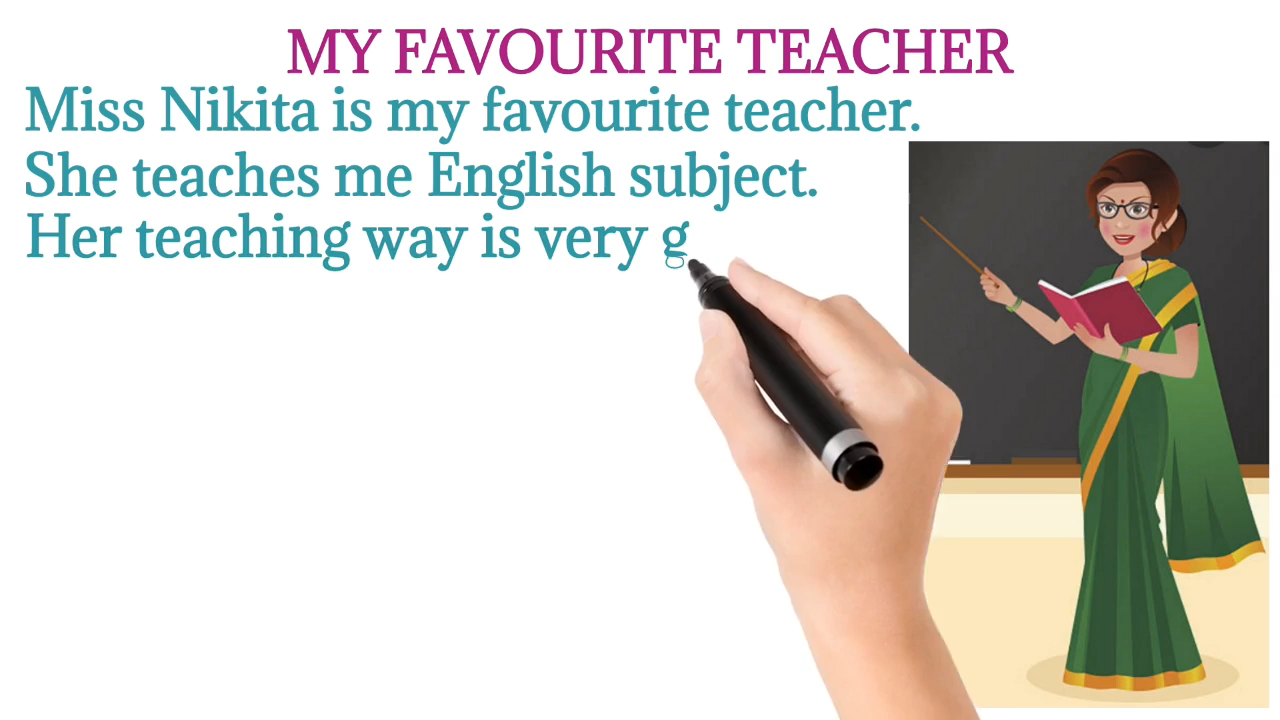 MY FAVOURITE TEACHER
Miss Nikita is my favourite teacher.
She teaches me English subject.
Her teaching way is very g